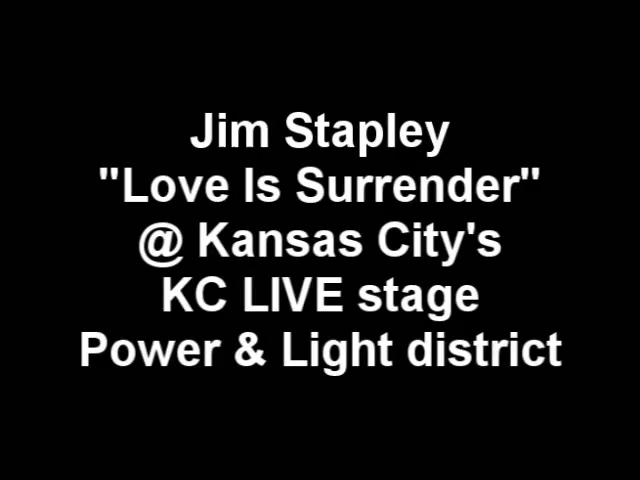 Jim Stapley
"Love Is Surrender"
@ Kansas City's
KC LIVE stage
Power & Light district